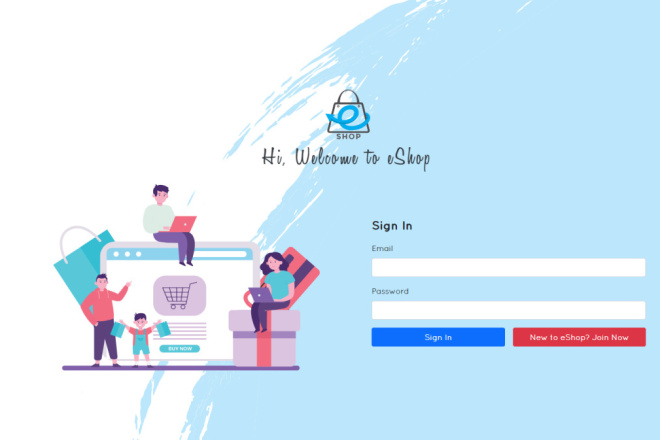 SHOP
Hi, Welcome to eShop
Sign In
Email
Password
Sign In
New to eShop? Join Now
BUY NOW